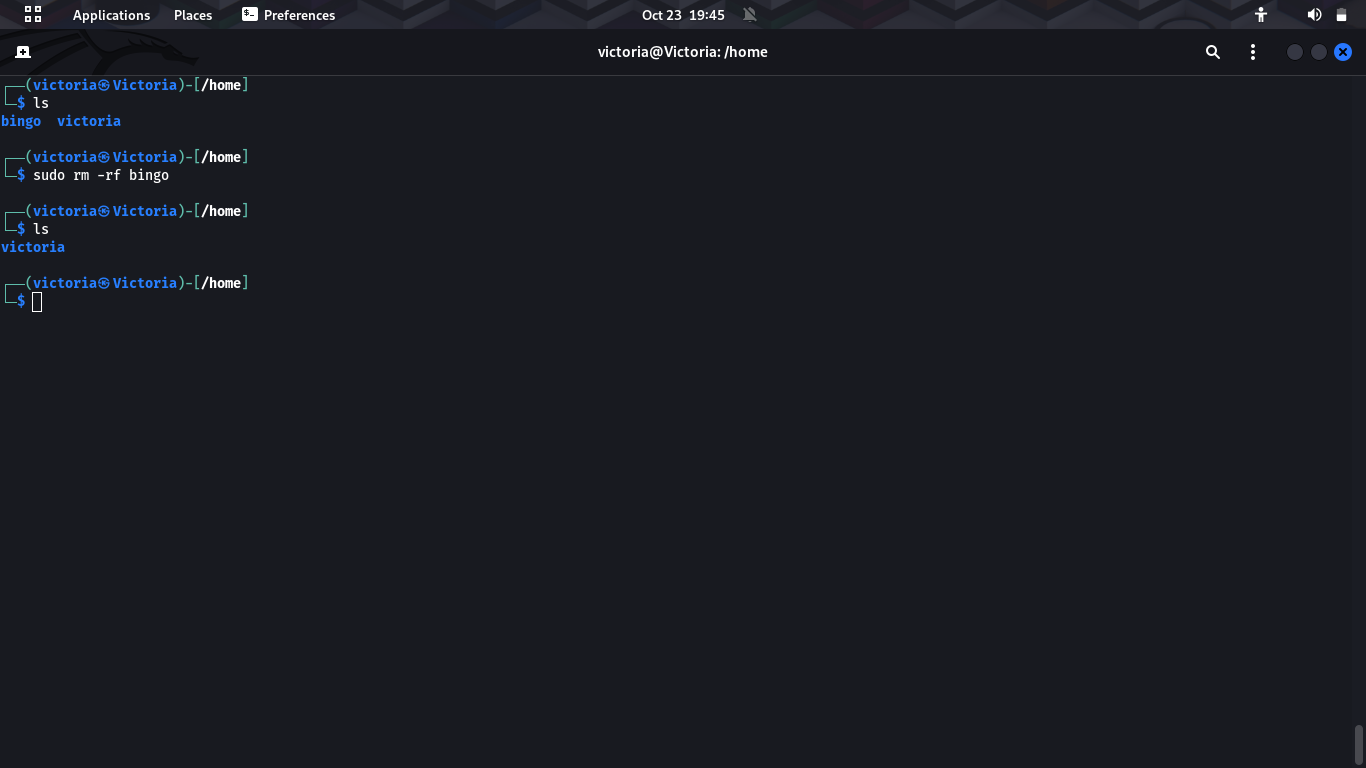 Applications Places Preferences Oct 23 19:45
victoria@Victoria: /home
┌──(victoria㉿Victoria)-[/home]
└─$ ls
bingo victoria
┌──(victoria㉿Victoria)-[/home]
└─$ sudo rm -rf bingo
┌──(victoria㉿Victoria)-[/home]
└─$ ls
victoria
┌──(victoria㉿Victoria)-[/home]
└─$